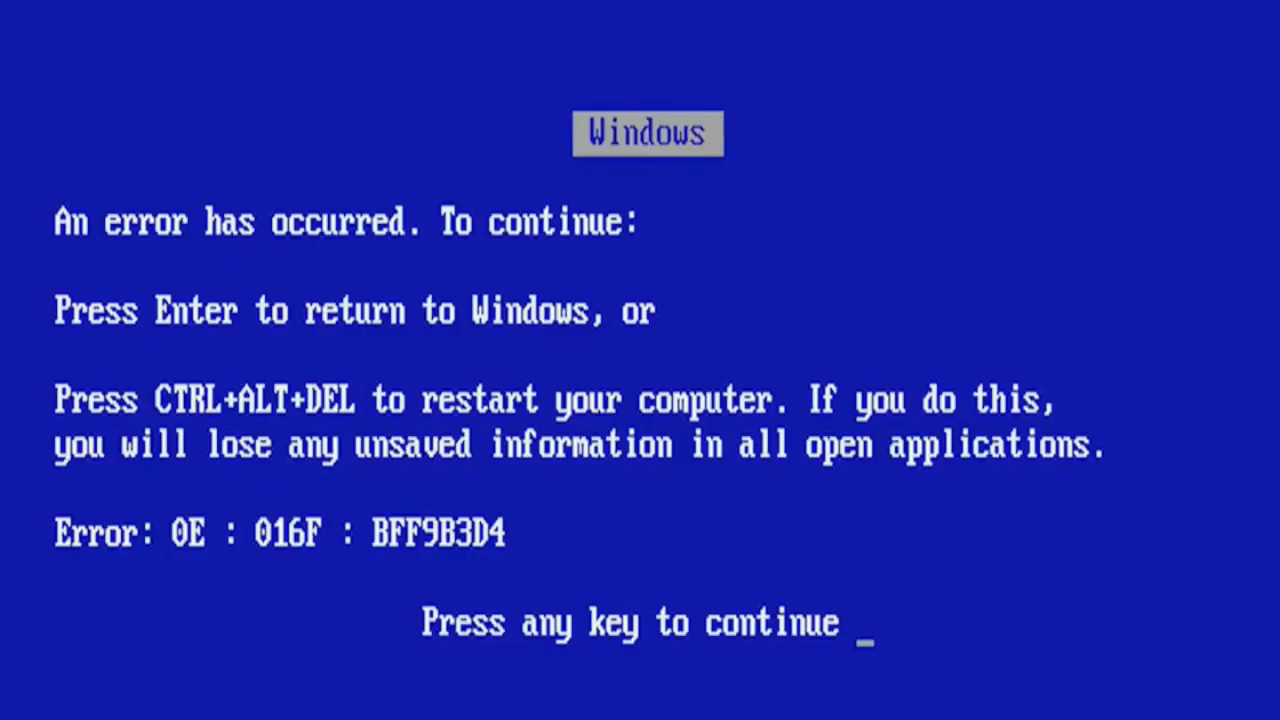 Windows
An error has occurred. To continue:
Press Enter to return to Windows, or
Press CTRL+ALT+DEL to restart your computer. If you do this,
you will lose any unsaved information in all open applications.
Error: 0E : 016F : BFF9B3D4
Press any key to continue _